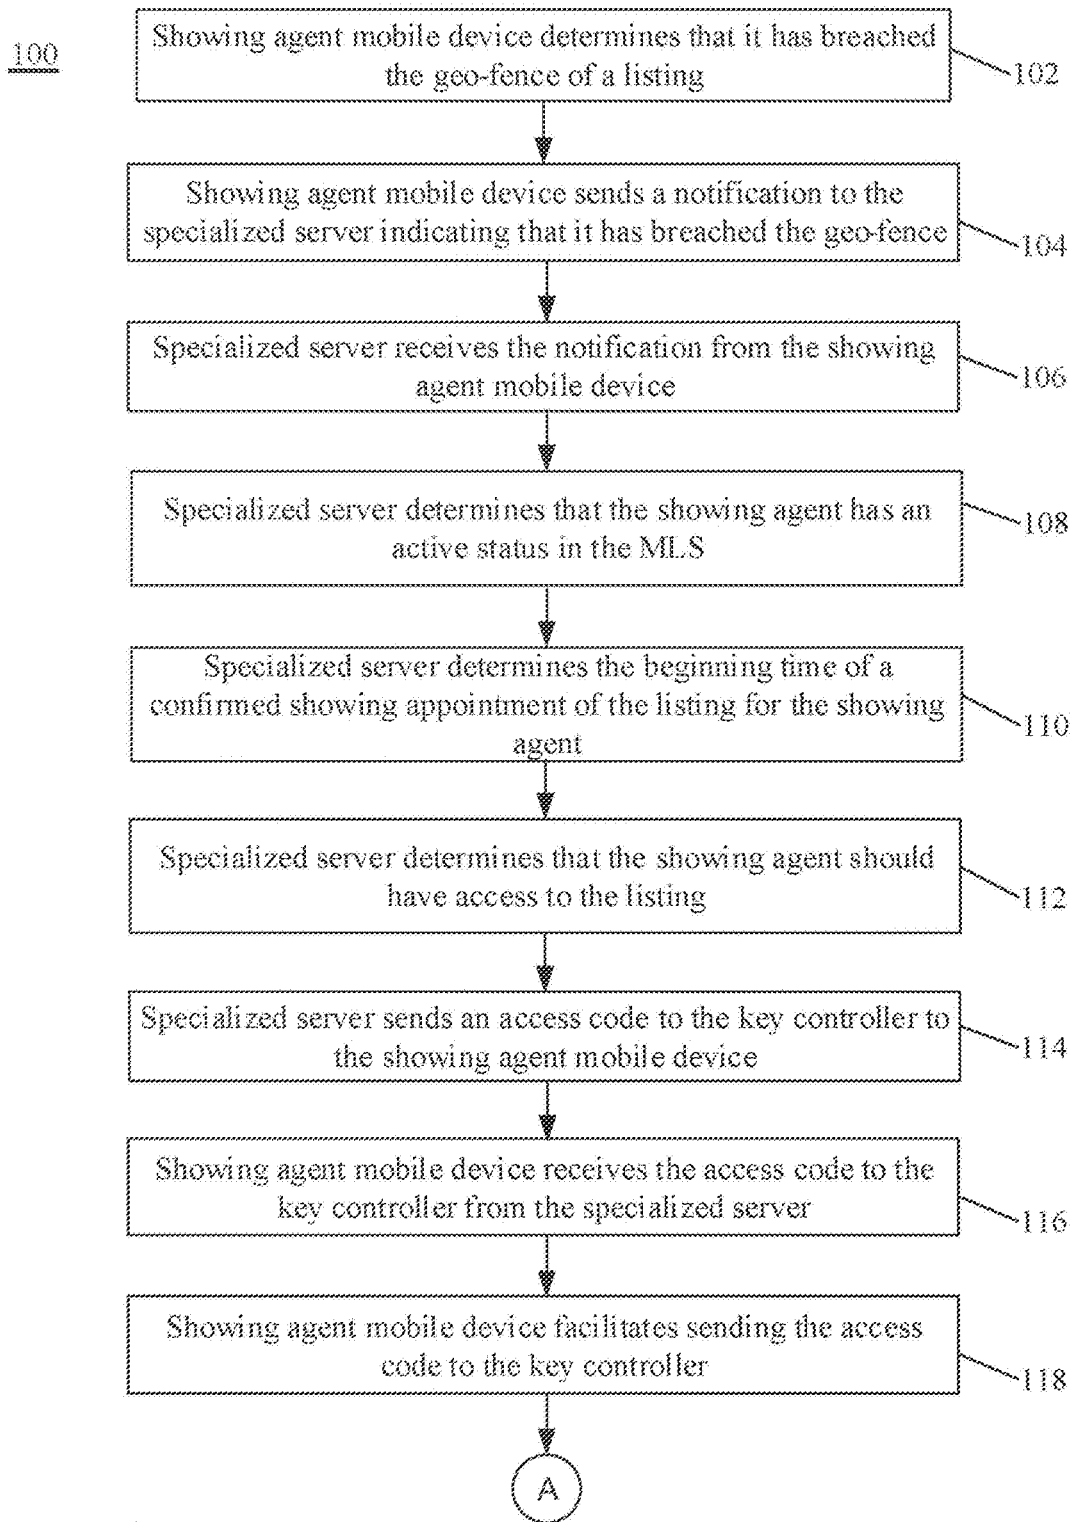 100
Showing agent mobile device determines that it has breached
the geo-fence of a listing
102
Showing agent mobile device sends a notification to the
specialized server indicating that it has breached the geo-fence
104
Specialized server receives the notification from the showing
agent mobile device
106
Specialized server determines that the showing agent has an
active status in the MLS
108
Specialized server determines the beginning time of a
confirmed showing appointment of the listing for the showing
agent
110
Specialized server determines that the showing agent should
have access to the listing
112
Specialized server sends an access code to the key controller to
the showing agent mobile device
114
Showing agent mobile device receives the access code to the
key controller from the specialized server
116
Showing agent mobile device facilitates sending the access
code to the key controller
118
A